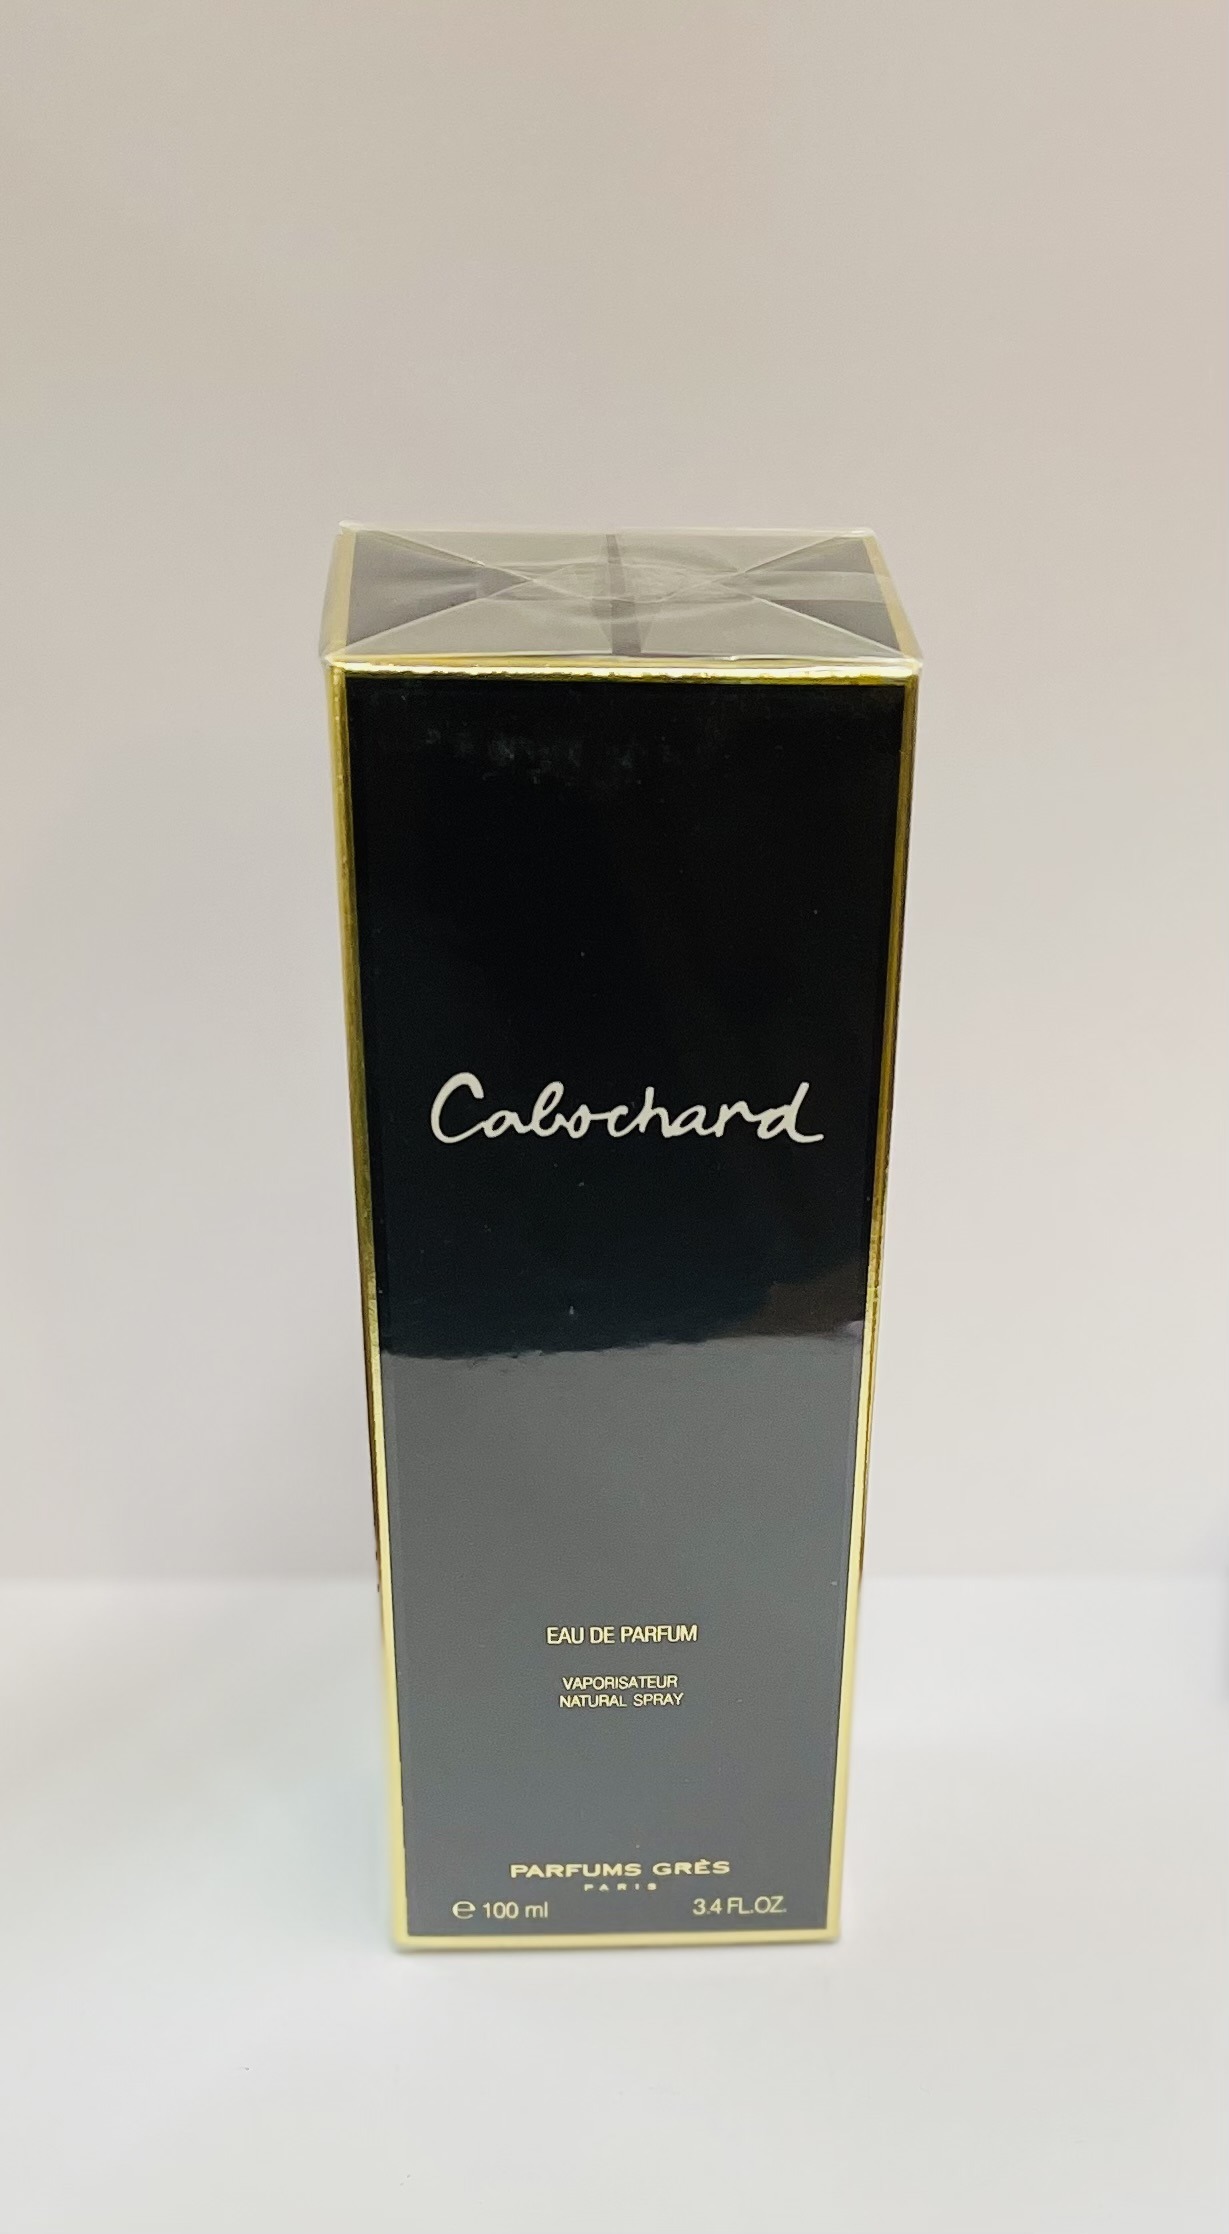 Cabochard
EAU DE PARFUM
VAPORISATEUR
NATURAL SPRAY
PARFUMS GRÈS
PARIS
℮ 100 ml 3.4 FL.OZ.